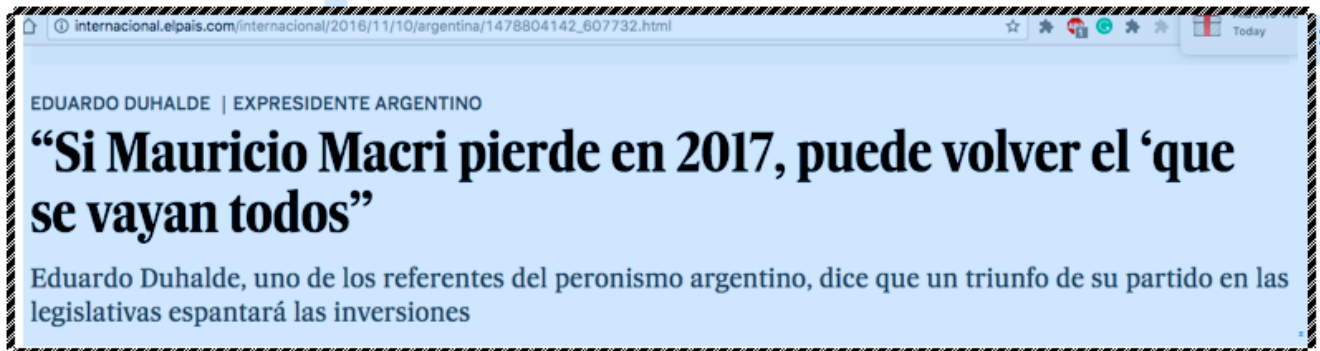 internacional.elpais.com/internacional/2016/11/10/argentina/1478804142_607732.html
Today
EDUARDO DUHALDE | EXPRESIDENTE ARGENTINO
“Si Mauricio Macri pierde en 2017, puede volver el ‘que
se vayan todos”
Eduardo Duhalde, uno de los referentes del peronismo argentino, dice que un triunfo de su partido en las
legislativas espantará las inversiones